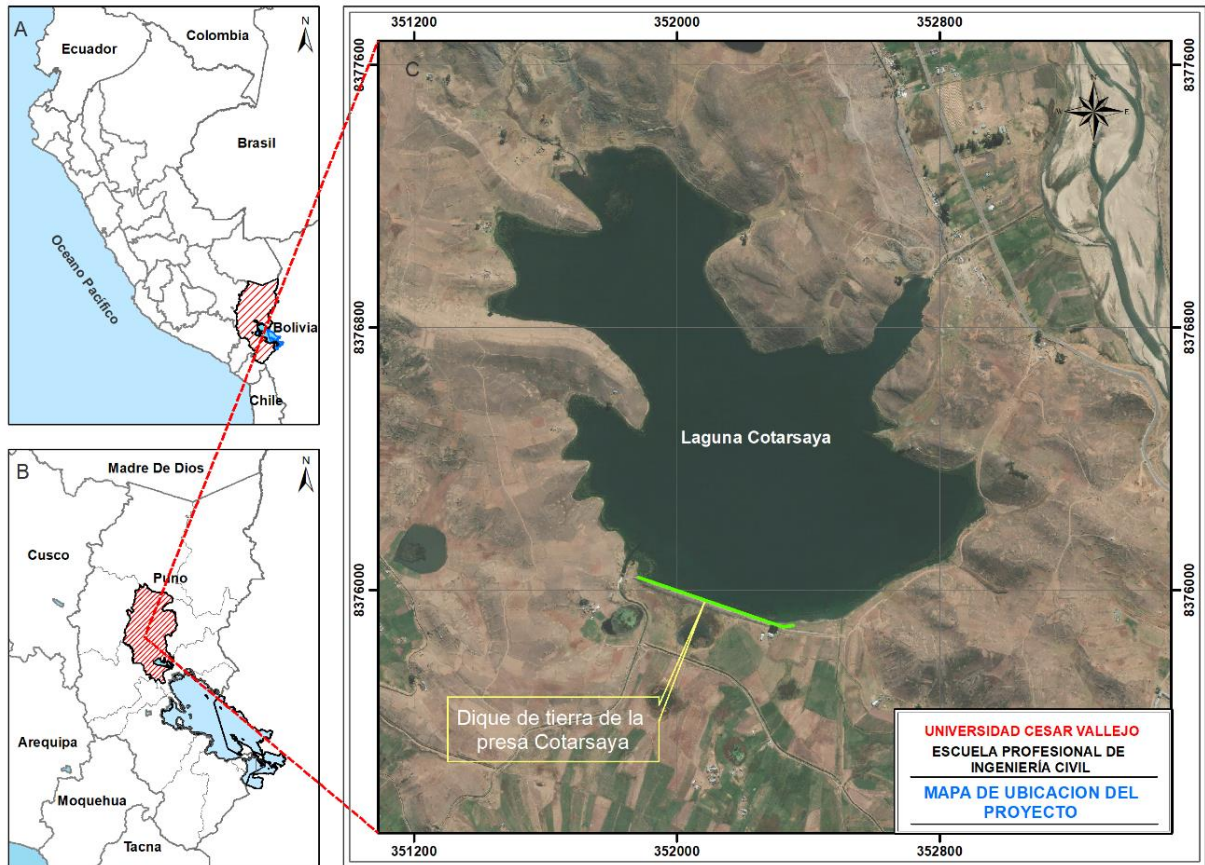 A
N
Ecuador
Colombia
Brasil
Oceano Pacífico
Bolivia
Chile
B
N
Madre De Dios
Cusco
Puno
Arequipa
Moquehua
Tacna
351200
352000
352800
8377600
8377600
C
N
W
E
8376800
8376800
Laguna Cotarsaya
8376000
8376000
Dique de tierra de la
presa Cotarsaya
UNIVERSIDAD CESAR VALLEJO
ESCUELA PROFESIONAL DE
INGENIERÍA CIVIL
MAPA DE UBICACION DEL
PROYECTO
351200
352000
352800